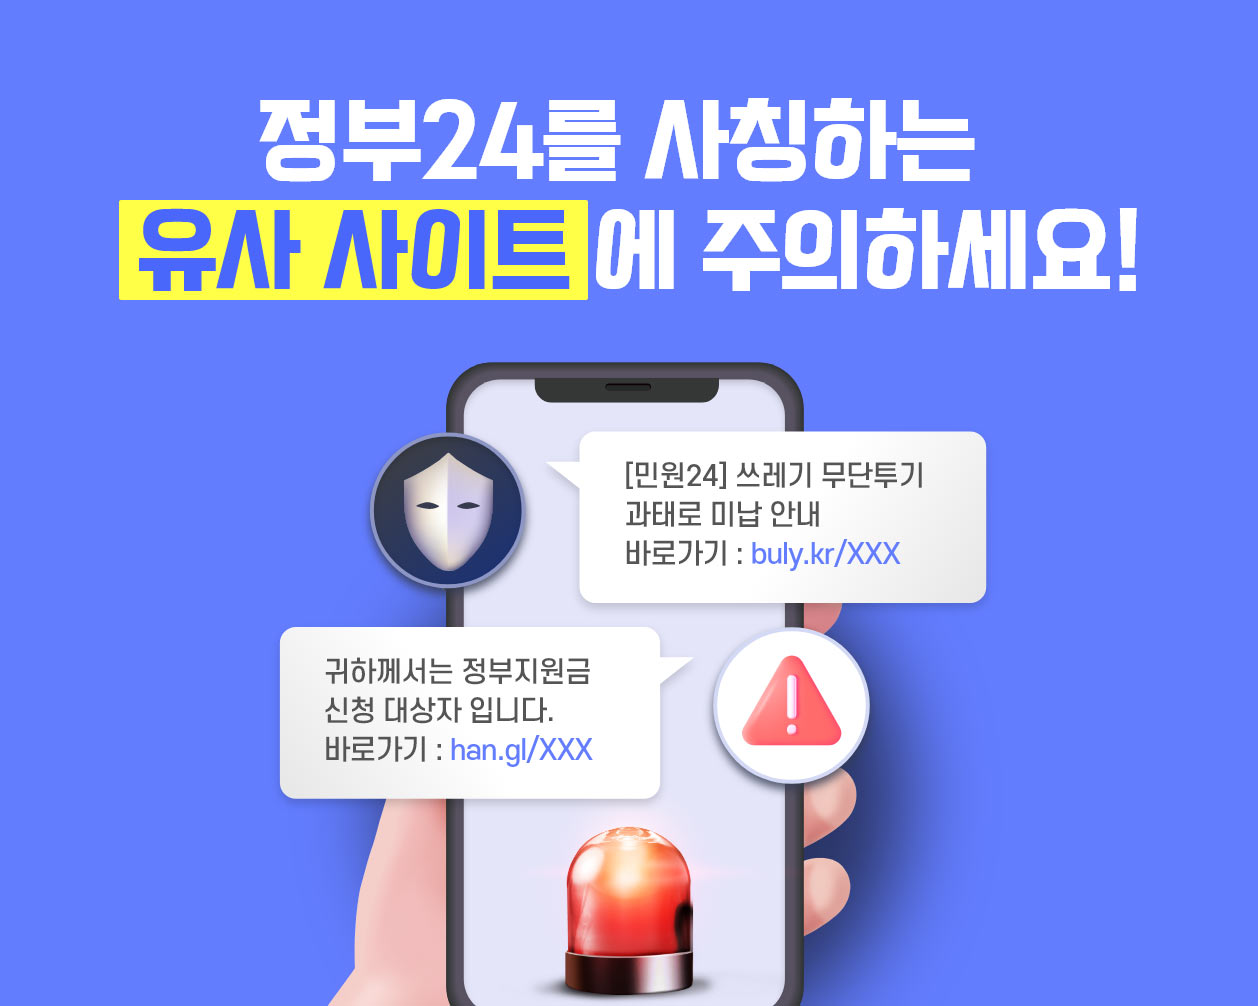 정부24를 사칭하는
유사 사이트에 주의하세요!
[민원24] 쓰레기 무단투기
과태로 미납 안내
바로가기 : buly.kr/XXX
귀하께서는 정부지원금
신청 대상자 입니다.
바로가기 : han.gl/XXX